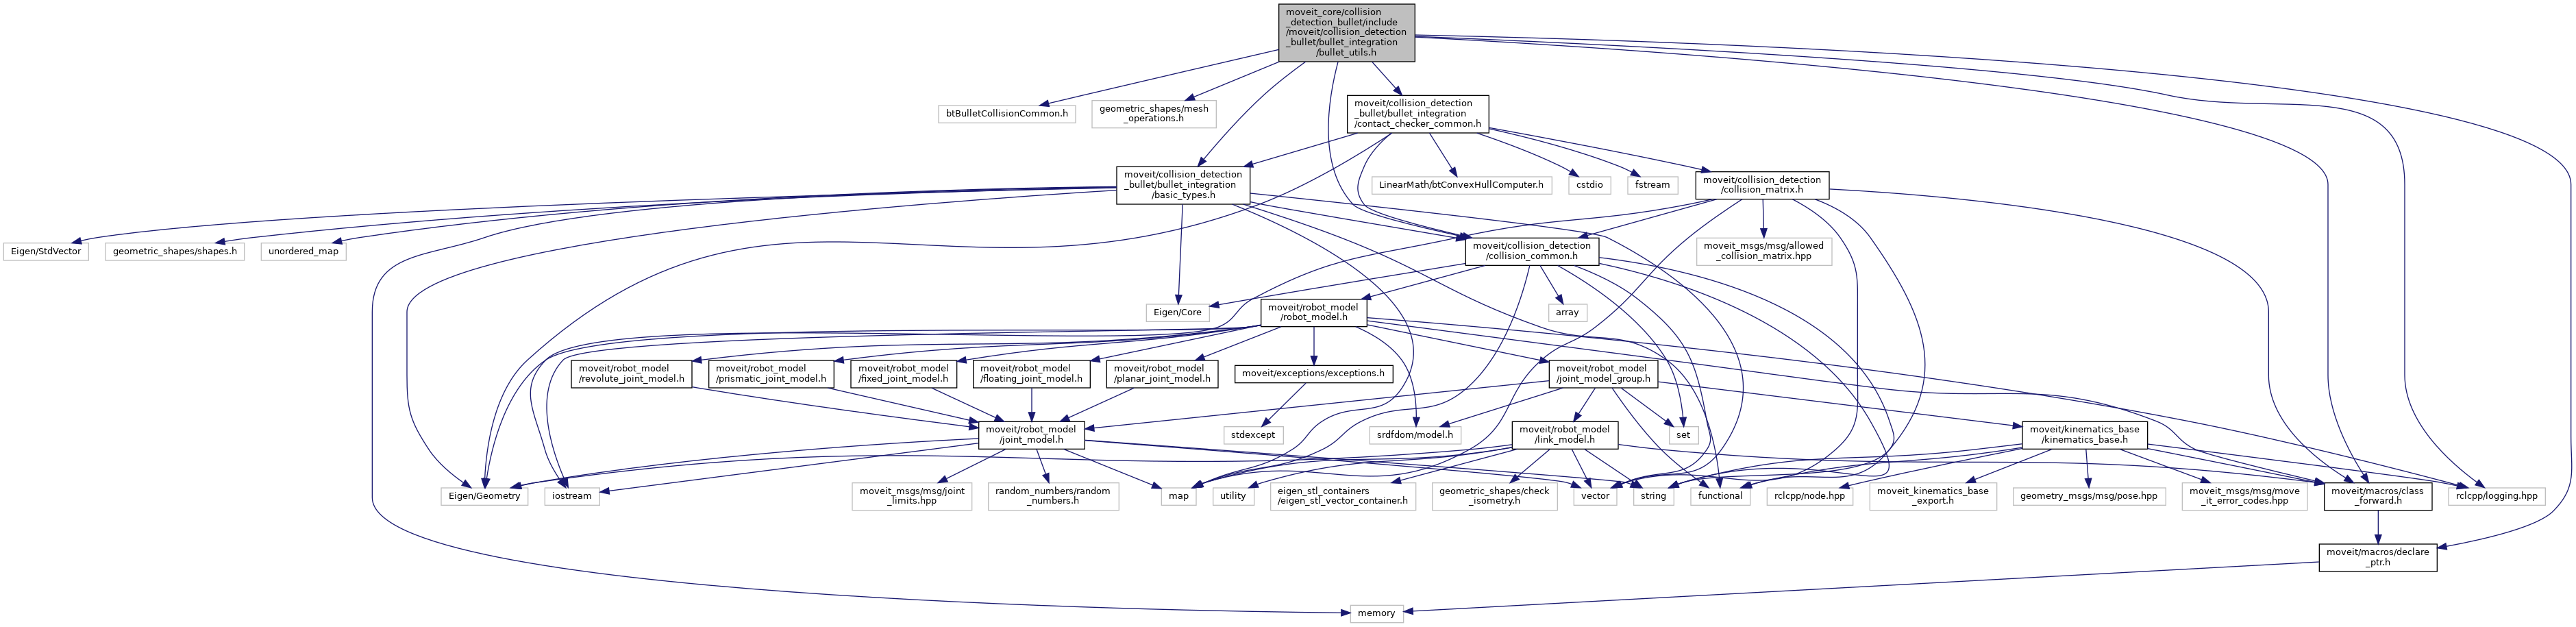 moveit_core/collision
_detection_bullet/include
/moveit/collision_detection
_bullet/bullet_integration
/bullet_utils.h
btBulletCollisionCommon.h
geometric_shapes/mesh
_operations.h
moveit/collision_detection
_bullet/bullet_integration
/contact_checker_common.h
moveit/collision_detection
_bullet/bullet_integration
/basic_types.h
LinearMath/btConvexHullComputer.h
cstdio
fstream
moveit/collision_detection
/collision_matrix.h
Eigen/StdVector
geometric_shapes/shapes.h
unordered_map
moveit/collision_detection
/collision_common.h
moveit_msgs/msg/allowed
_collision_matrix.hpp
Eigen/Core
moveit/robot_model
/robot_model.h
array
moveit/robot_model
/revolute_joint_model.h
moveit/robot_model
/prismatic_joint_model.h
moveit/robot_model
/fixed_joint_model.h
moveit/robot_model
/floating_joint_model.h
moveit/robot_model
/planar_joint_model.h
moveit/exceptions/exceptions.h
moveit/robot_model
/joint_model_group.h
moveit/robot_model
/joint_model.h
stdexcept
srdfdom/model.h
moveit/robot_model
/link_model.h
set
moveit/kinematics_base
/kinematics_base.h
Eigen/Geometry
iostream
moveit_msgs/msg/joint
_limits.hpp
random_numbers/random
_numbers.h
map
utility
eigen_stl_containers
/eigen_stl_vector_container.h
geometric_shapes/check
_isometry.h
vector
string
functional
rclcpp/node.hpp
moveit_kinematics_base
_export.h
geometry_msgs/msg/pose.hpp
moveit_msgs/msg/move
_it_error_codes.hpp
moveit/macros/class
_forward.h
rclcpp/logging.hpp
moveit/macros/declare
_ptr.h
memory